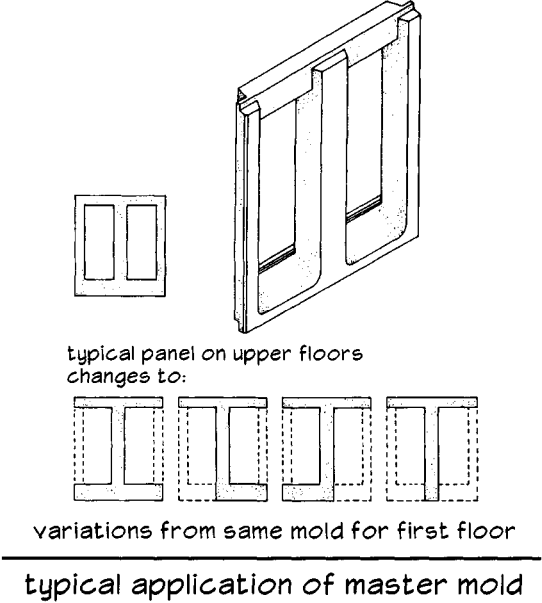 typical panel on upper floors
changes to:
variations from same mold for first floor
typical application of master mold